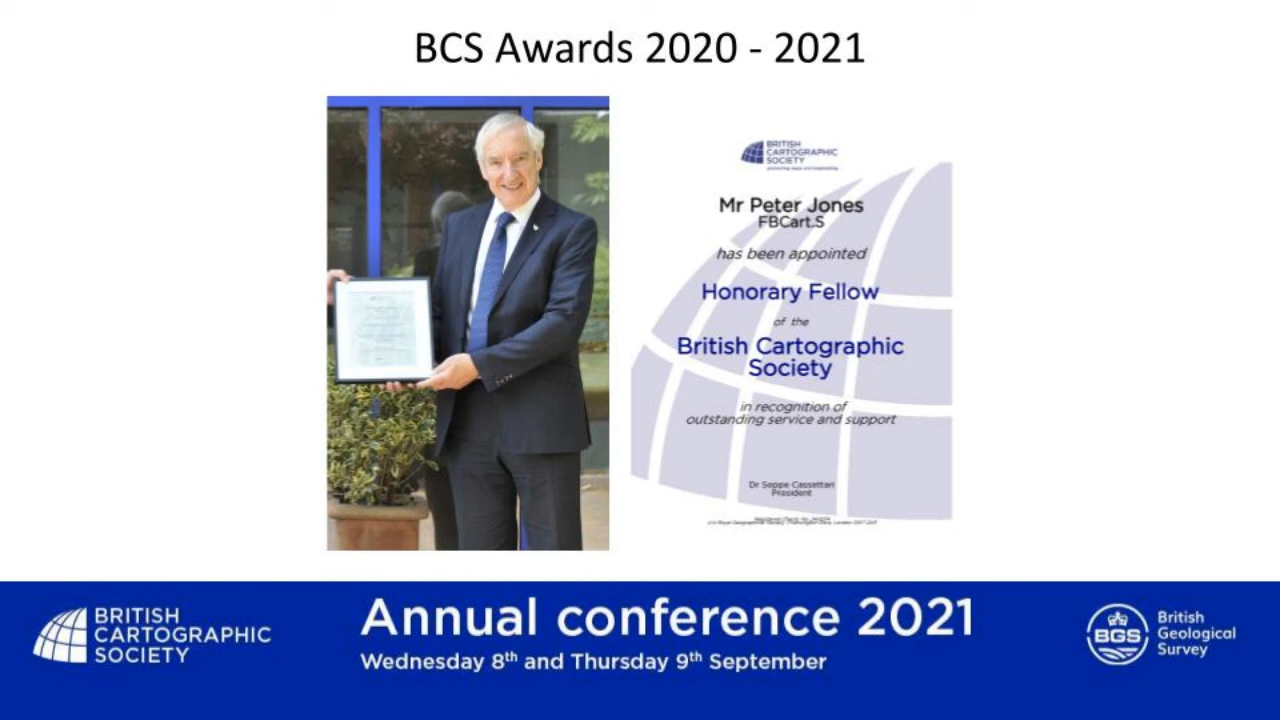 BCS Awards 2020 - 2021
BRITISH
CARTOGRAPHIC
SOCIETY
Mr Peter Jones
FBCart.S
has been appointed
Honorary Fellow
of the
British Cartographic
Society
in recognition of
outstanding service and support
Dr Seppe Cassettari
President
BRITISH
CARTOGRAPHIC
SOCIETY
Annual conference 2021
Wednesday 8th and Thursday 9th September
BGS
British
Geological
Survey